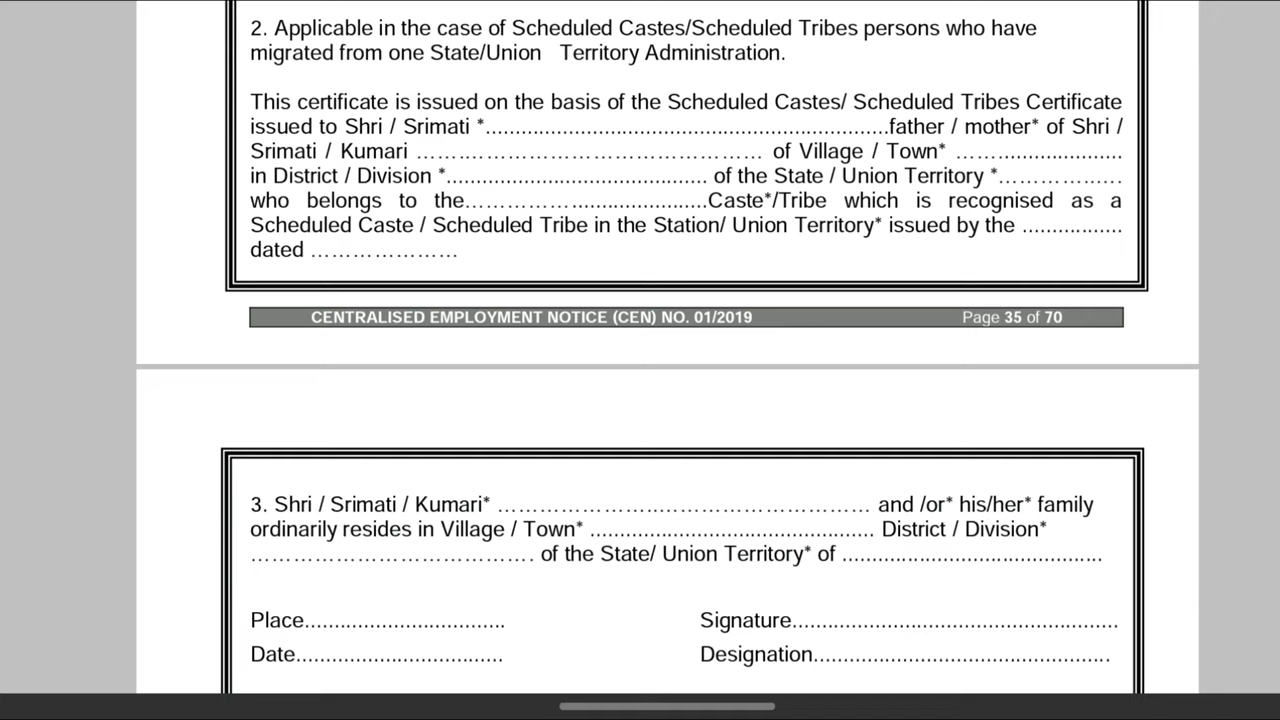 2. Applicable in the case of Scheduled Castes/Scheduled Tribes persons who have
migrated from one State/Union Territory Administration.
This certificate is issued on the basis of the Scheduled Castes/ Scheduled Tribes Certificate
issued to Shri / Srimati *....................................................................father / mother* of Shri /
Srimati / Kumari …….………………………………… of Village / Town* ……......................
in District / Division *............................................ of the State / Union Territory *…………….….
who belongs to the…………….......................Caste*/Tribe which is recognised as a
Scheduled Caste / Scheduled Tribe in the Station/ Union Territory* issued by the .................
dated …………………
CENTRALISED EMPLOYMENT NOTICE (CEN) NO. 01/2019 Page 35 of 70
3. Shri / Srimati / Kumari* …………………..………………………… and /or* his/her* family
ordinarily resides in Village / Town* ................................................ District / Division*
…………………………………. of the State/ Union Territory* of ............................................
Place.................................. Signature.......................................................
Date................................... Designation..................................................